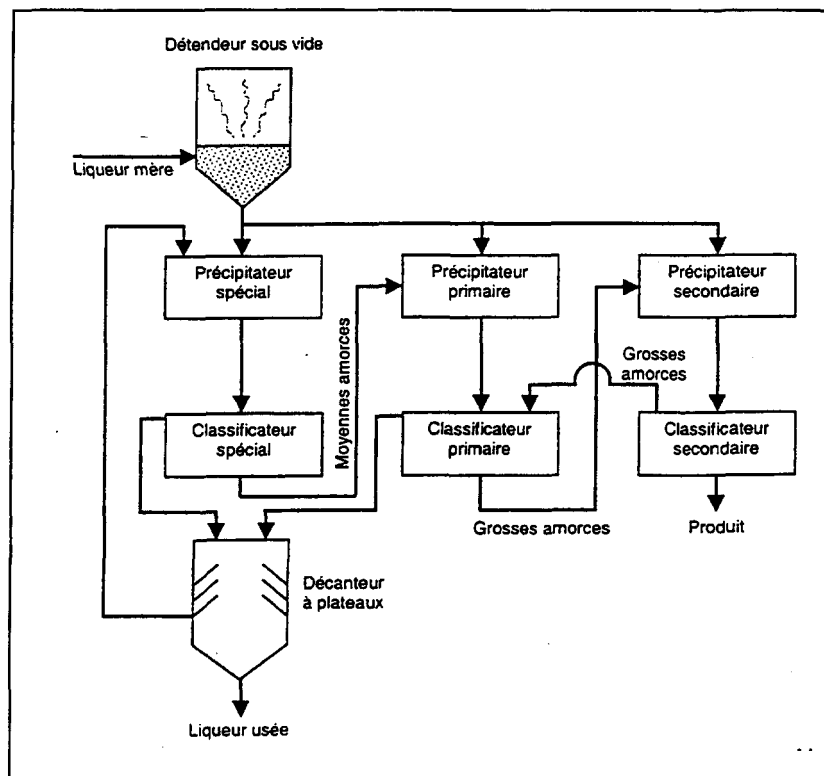 Détendeur sous vide
Liqueur mère
Précipitateur
spécial
Précipitateur
primaire
Précipitateur
secondaire
Moyennes amorces
Grosses
amorces
Classificateur
spécial
Classificateur
primaire
Classificateur
secondaire
Grosses amorces
Produit
Décanteur
à plateaux
Liqueur usée